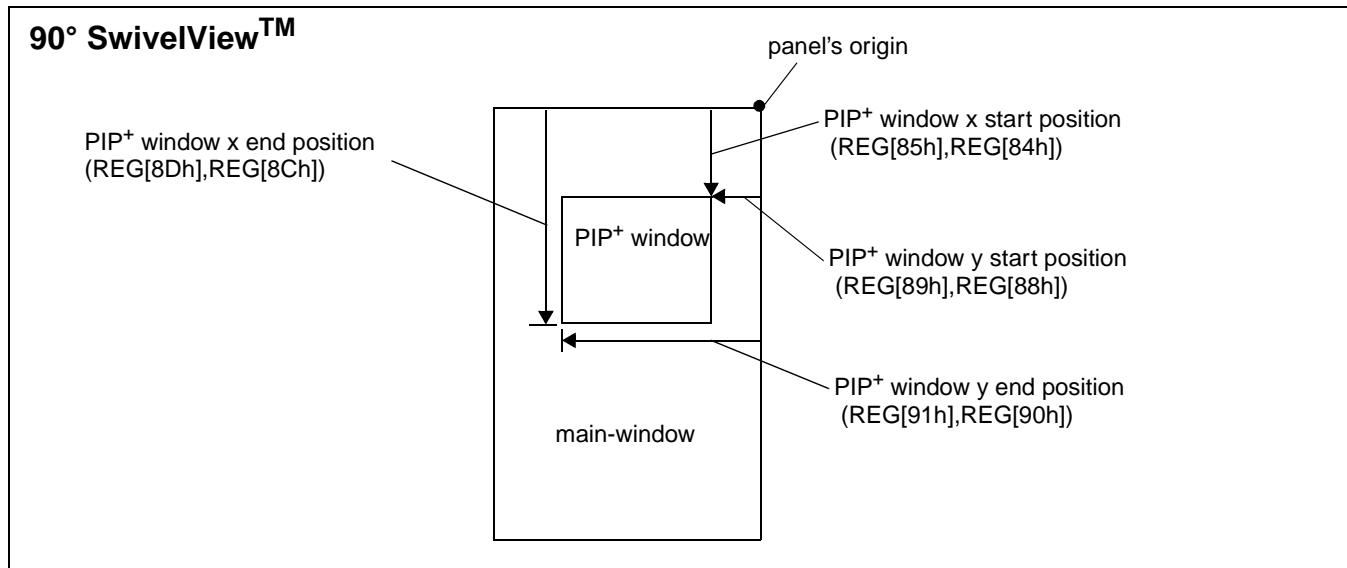 90° SwivelView™
panel's origin
PIP+ window x end position
(REG[8Dh],REG[8Ch])
PIP+ window x start position
(REG[85h],REG[84h])
PIP+ window
PIP+ window y start position
(REG[89h],REG[88h])
PIP+ window y end position
(REG[91h],REG[90h])
main-window